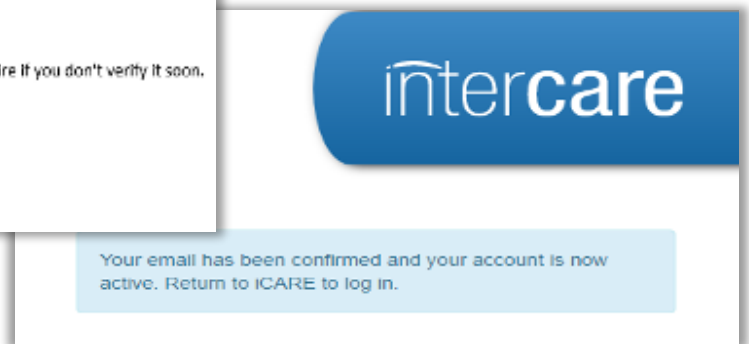 ire if you don't verify it soon.
intercare
Your email has been confirmed and your account is now
active. Return to iCARE to log in.